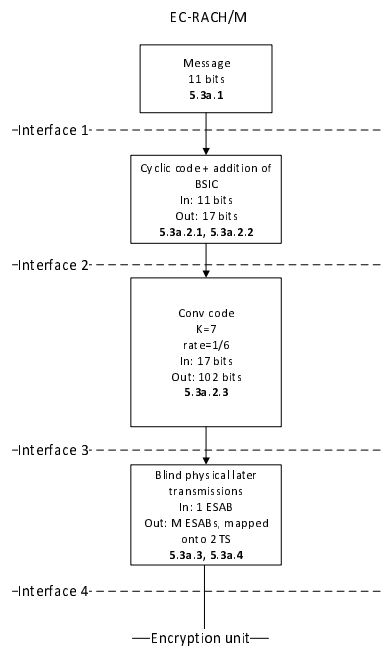 EC-RACH/M
Message
11 bits
5.3a.1
Interface 1
Cyclic code + addition of
BSIC
In: 11 bits
Out: 17 bits
5.3a.2.1, 5.3a.2.2
Interface 2
Conv code
K=7
rate=1/6
In: 17 bits
Out: 102 bits
5.3a.2.3
Interface 3
Blind physical later
transmissions
In: 1 ESAB
Out: M ESABs, mapped
onto 2 TS
5.3a.3, 5.3a.4
Interface 4
Encryption unit